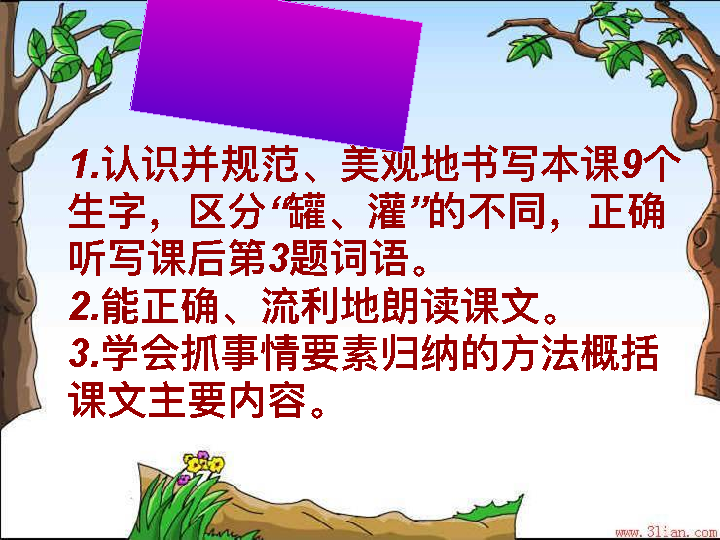 1.认识并规范、美观地书写本课9个
生字，区分“罐、灌”的不同，正确
听写课后第3题词语。
2.能正确、流利地朗读课文。
3.学会抓事情要素归纳的方法概括
课文主要内容。
www.3lian.com